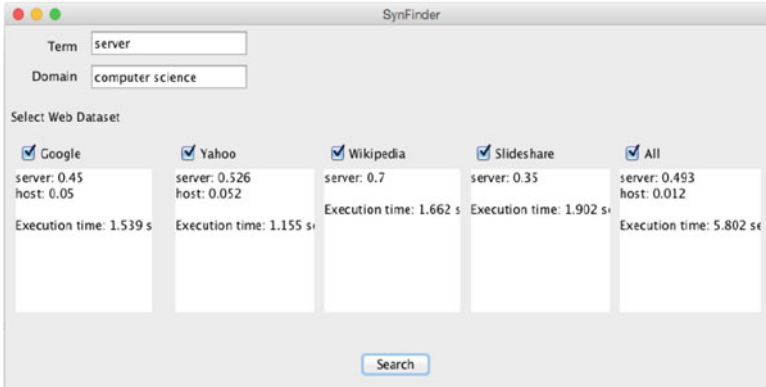 SynFinder
Term server
Domain computer science
Select Web Dataset
Google
server: 0.45
host: 0.05
Execution time: 1.539 s
Yahoo
server: 0.526
host: 0.052
Execution time: 1.155 s
Wikipedia
server: 0.7
Execution time: 1.662 s
Slideshare
server: 0.35
Execution time: 1.902 s
All
server: 0.493
host: 0.012
Execution time: 5.802 se
Search